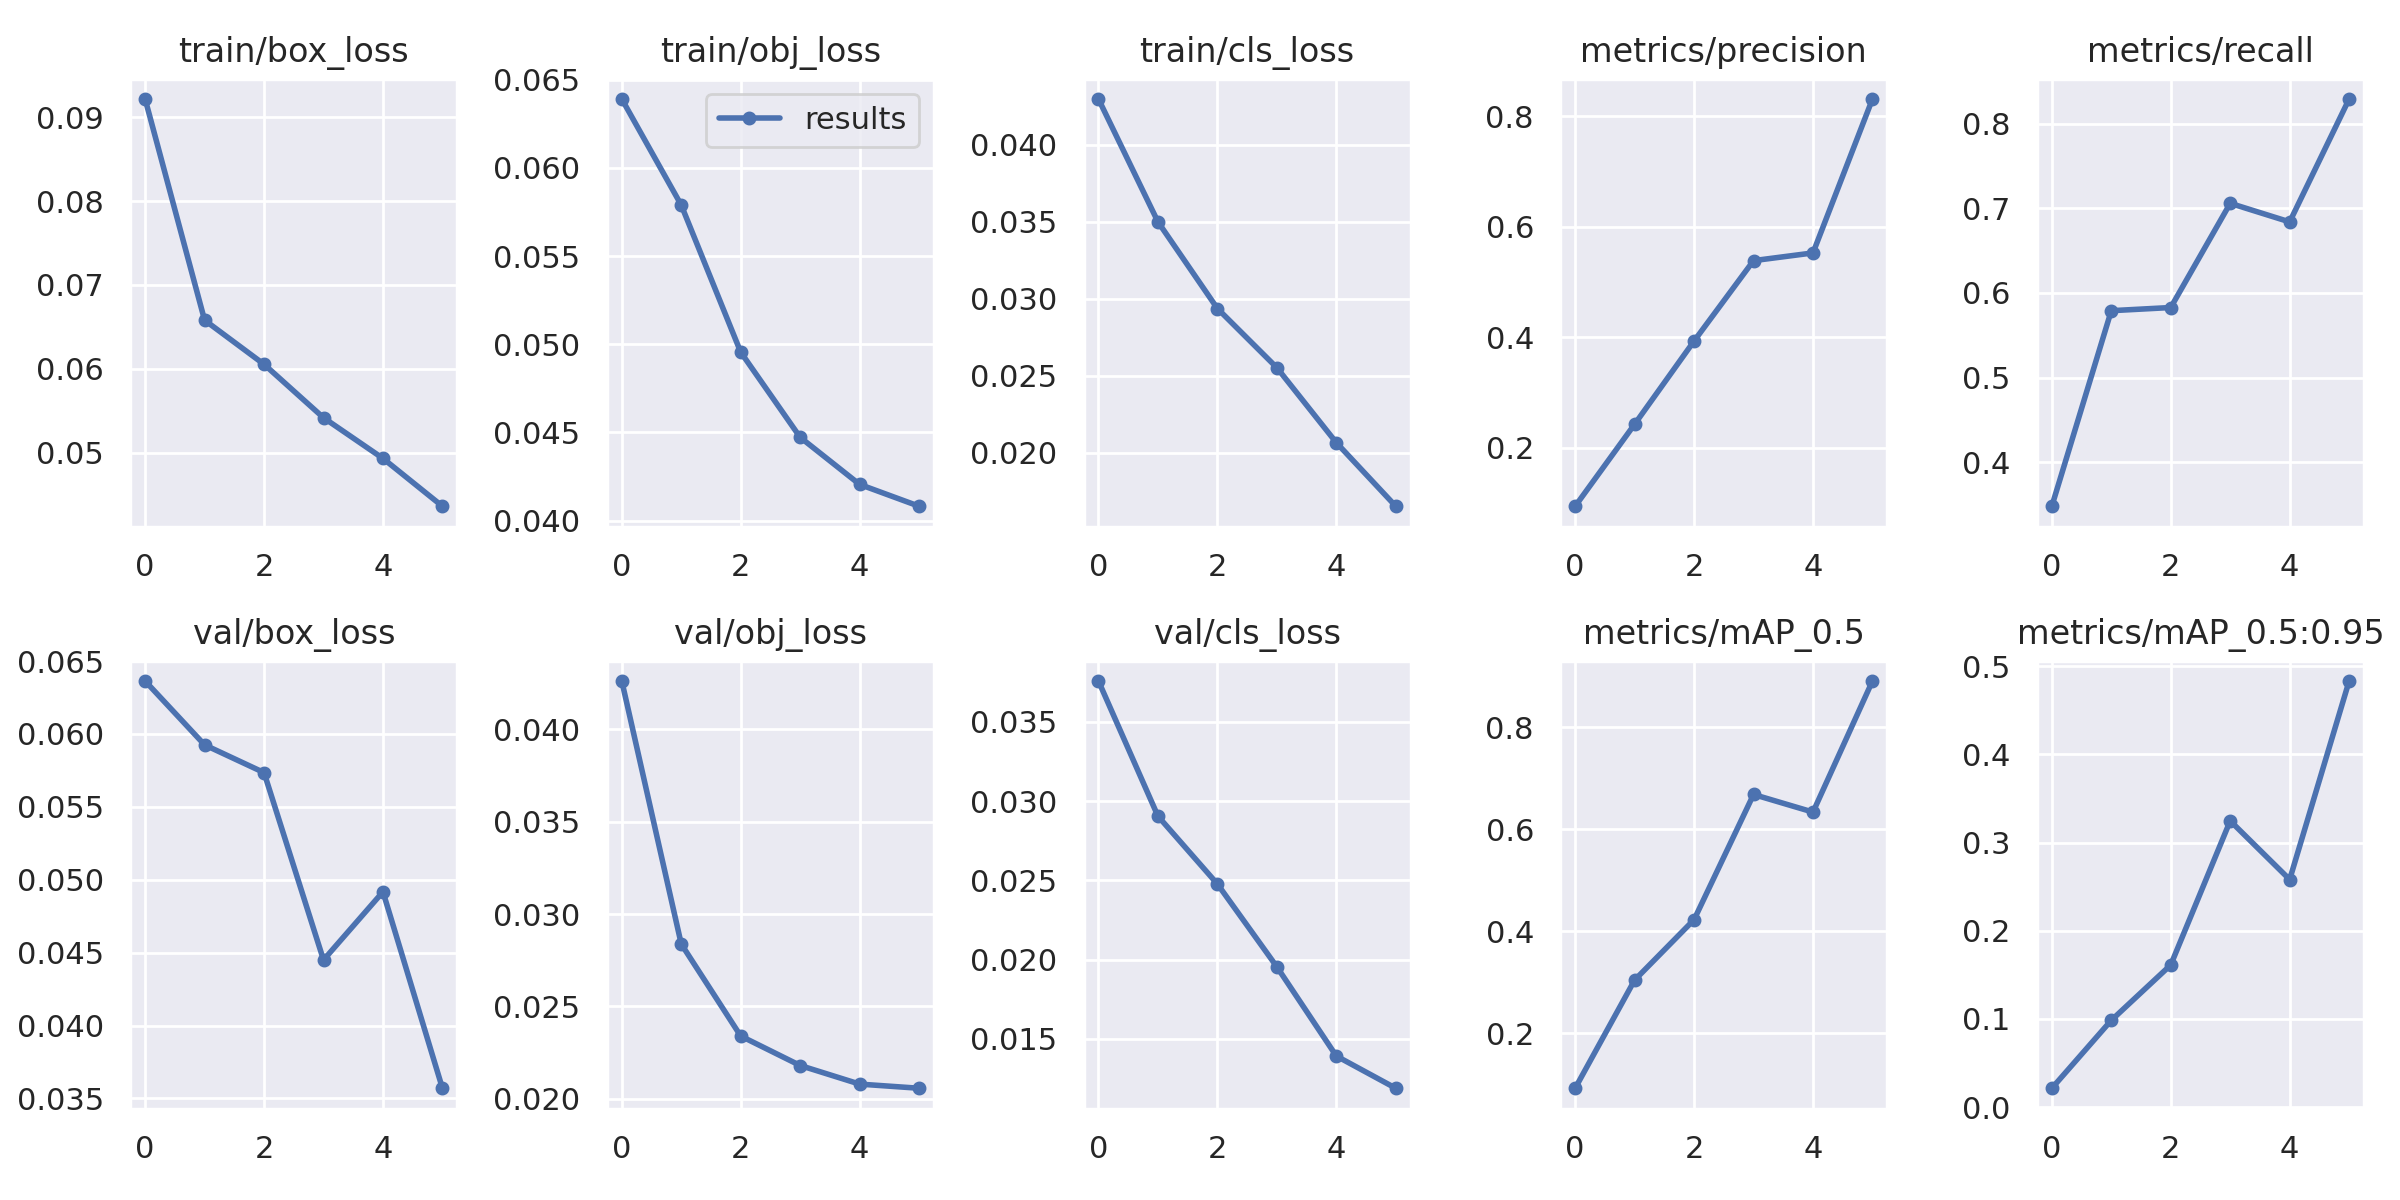 train/box_loss
0.09
0.08
0.07
0.06
0.05
0 2 4
train/obj_loss
0.065
0.060
0.055
0.050
0.045
0.040
0 2 4
results
train/cls_loss
0.040
0.035
0.030
0.025
0.020
0 2 4
metrics/precision
0.8
0.6
0.4
0.2
0 2 4
metrics/recall
0.8
0.7
0.6
0.5
0.4
0 2 4
val/box_loss
0.065
0.060
0.055
0.050
0.045
0.040
0.035
0 2 4
val/obj_loss
0.040
0.035
0.030
0.025
0.020
0 2 4
val/cls_loss
0.035
0.030
0.025
0.020
0.015
0 2 4
metrics/mAP_0.5
0.8
0.6
0.4
0.2
0 2 4
metrics/mAP_0.5:0.95
0.5
0.4
0.3
0.2
0.1
0.0
0 2 4